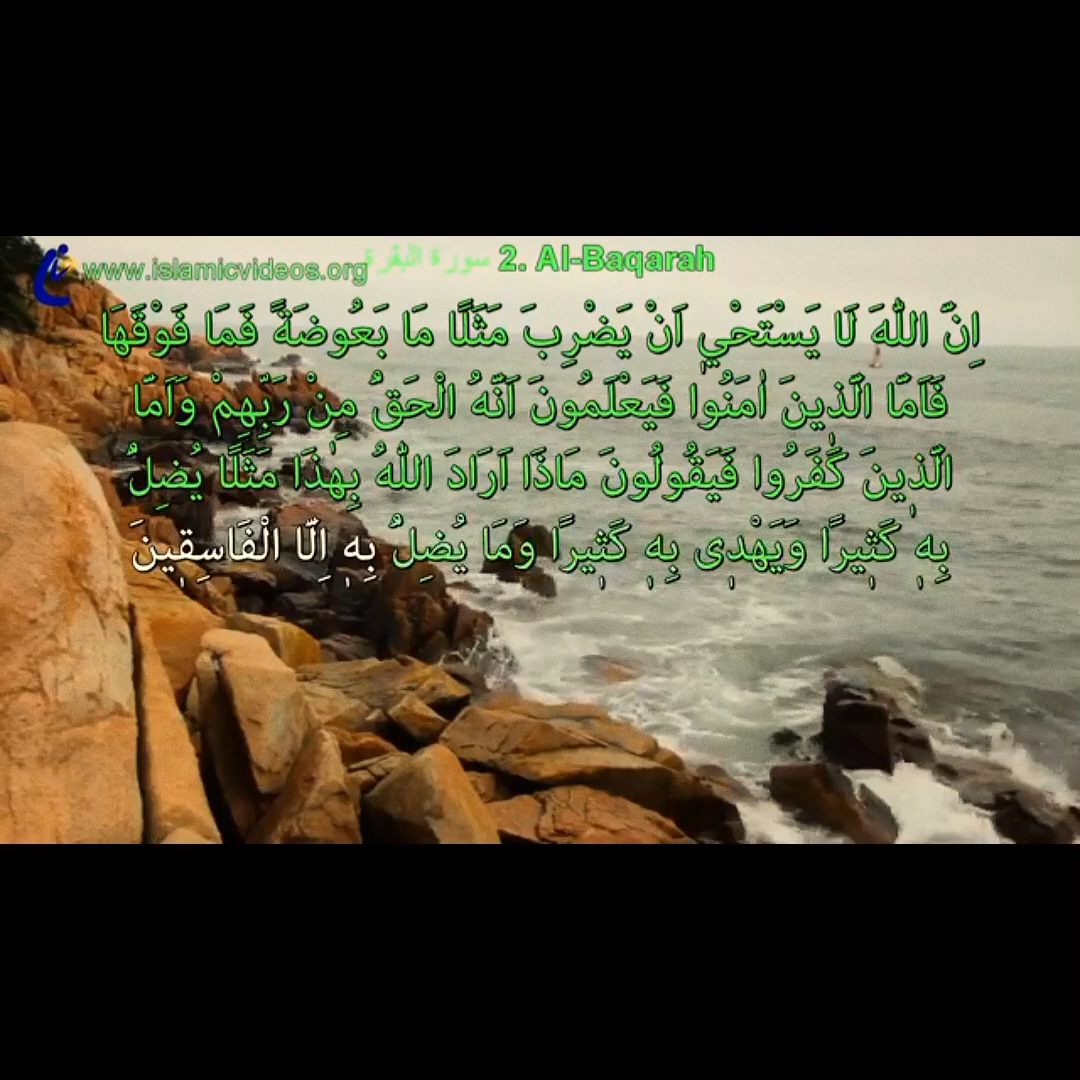 www.islamicvideos.org سورة البقرة 2. Al-Baqarah
اِنَّ اللّٰهَ لَا يَسْتَحْيٖ اَنْ يَضْرِبَ مَثَلًا مَا بَعُوضَةً فَمَا فَوْقَهَا
فَاَمَّا الَّذٖينَ اٰمَنُوا فَيَعْلَمُونَ اَنَّهُ الْحَقُّ مِنْ رَبِّهِمْ وَاَمَّا
الَّذٖينَ كَفَرُوا فَيَقُولُونَ مَاذَا اَرَادَ اللّٰهُ بِهٰذَا مَثَلًا يُضِلُّ
بِهٖ كَثٖيرًا وَيَهْدٖى بِهٖ كَثٖيرًا وَمَا يُضِلُّ بِهٖ اِلَّا الْفَاسِقٖينَ